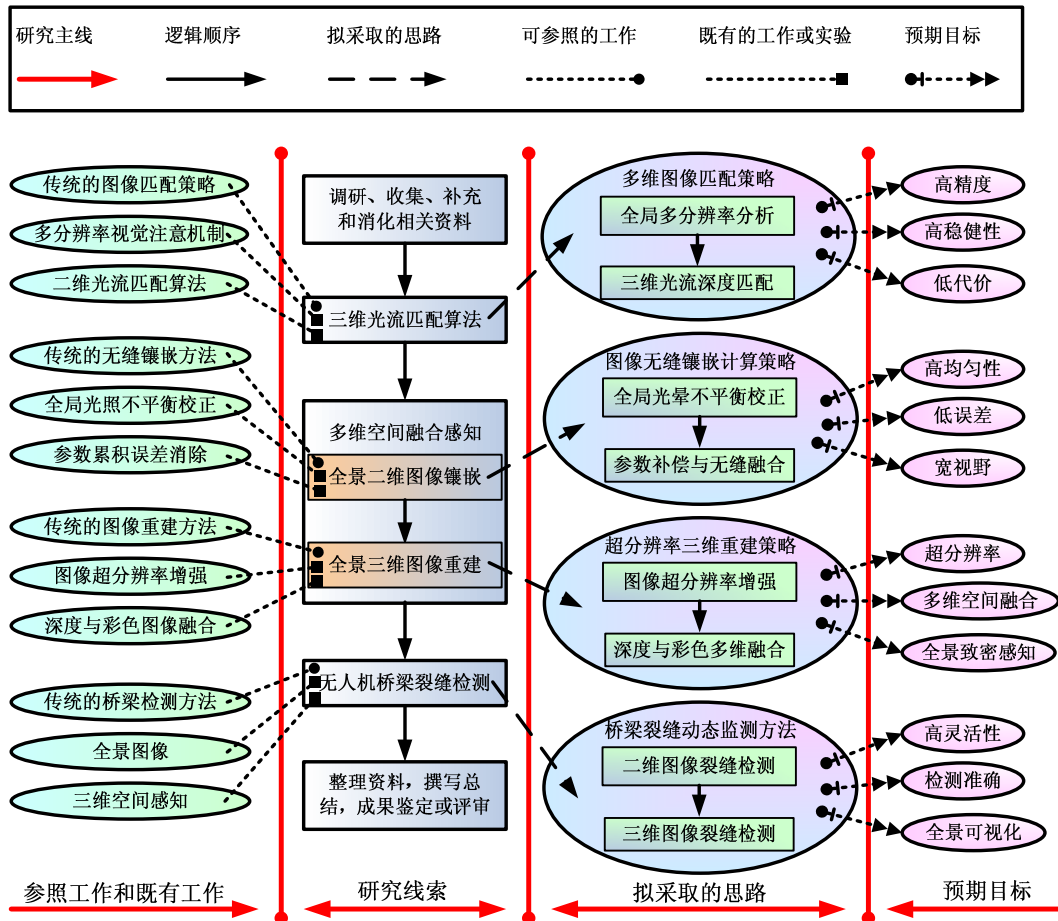 研究主线
逻辑顺序
拟采取的思路
可参照的工作
既有的工作或实验
预期目标
传统的图像匹配策略
多分辨率视觉注意机制
二维光流匹配算法
传统的无缝镶嵌方法
全局光照不平衡校正
参数累积误差消除
传统的图像重建方法
图像超分辨率增强
深度与彩色图像融合
传统的桥梁检测方法
全景图像
三维空间感知
参照工作和既有工作
调研、收集、补充
和消化相关资料
三维光流匹配算法
多维空间融合感知
全景二维图像镶嵌
全景三维图像重建
无人机桥梁裂缝检测
整理资料，撰写总
结，成果鉴定或评审
研究线索
多维图像匹配策略
全局多分辨率分析
三维光流深度匹配
图像无缝镶嵌计算策略
全局光晕不平衡校正
参数补偿与无缝融合
超分辨率三维重建策略
图像超分辨率增强
深度与彩色多维融合
桥梁裂缝动态监测方法
二维图像裂缝检测
三维图像裂缝检测
拟采取的思路
高精度
高稳健性
低代价
高均匀性
低误差
宽视野
超分辨率
多维空间融合
全景致密感知
高灵活性
检测准确
全景可视化
预期目标